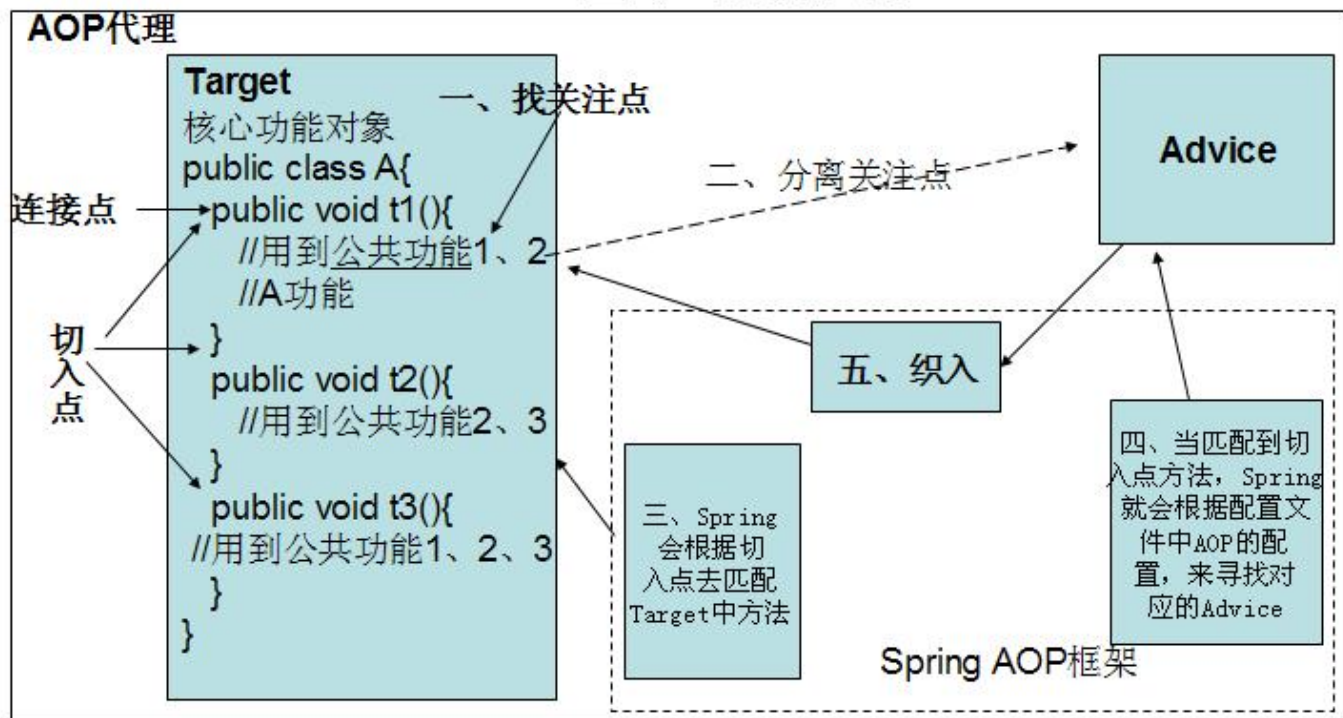 AOP代理
Target
核心功能对象
public class A{
public void t1(){
//用到公共功能1、2
//A功能
}
public void t2(){
//用到公共功能2、3
}
public void t3(){
//用到公共功能1、2、3
}
}
一、找关注点
连接点
切
入
点
二、分离关注点
Advice
五、织入
三、Spring
会根据切
入点去匹配
Target中方法
四、当匹配到切
入点方法，Spring
就会根据配置文
件中AOP的配
置，来寻找对
应的Advice
Spring AOP框架